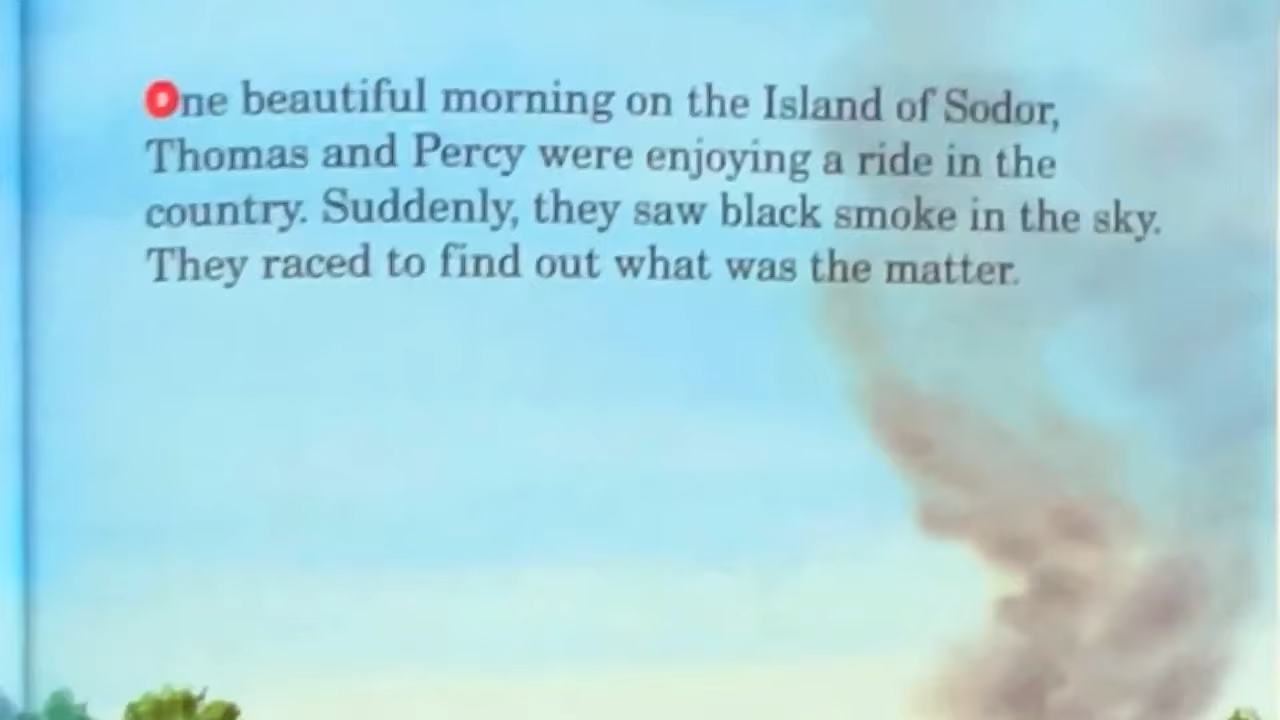 One beautiful morning on the Island of Sodor,
Thomas and Percy were enjoying a ride in the
country. Suddenly, they saw black smoke in the sky.
They raced to find out what was the matter.